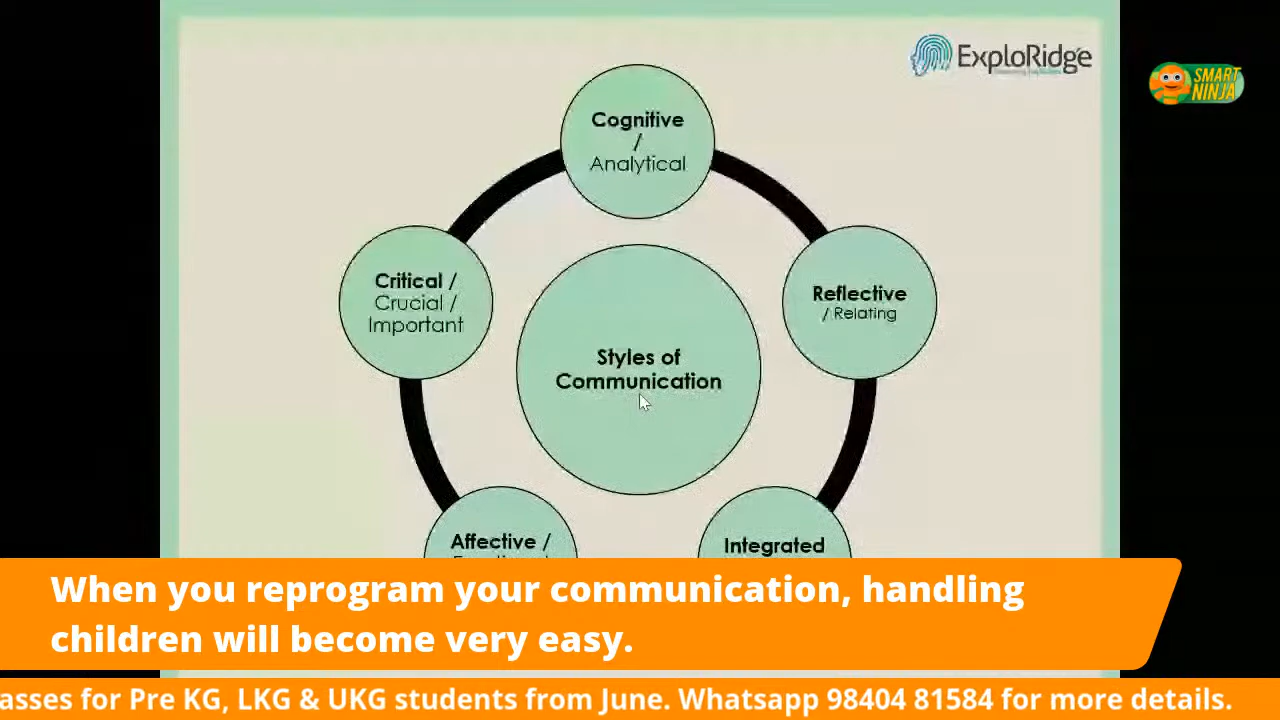 ExploRidge
SMART
NINJA
Cognitive
/
Analytical
Critical /
Crucial /
Important
Reflective
/ Relating
Styles of
Communication
Affective /
Integrated
When you reprogram your communication, handling
children will become very easy.
asses for Pre KG, LKG & UKG students from June. Whatsapp 98404 81584 for more details.